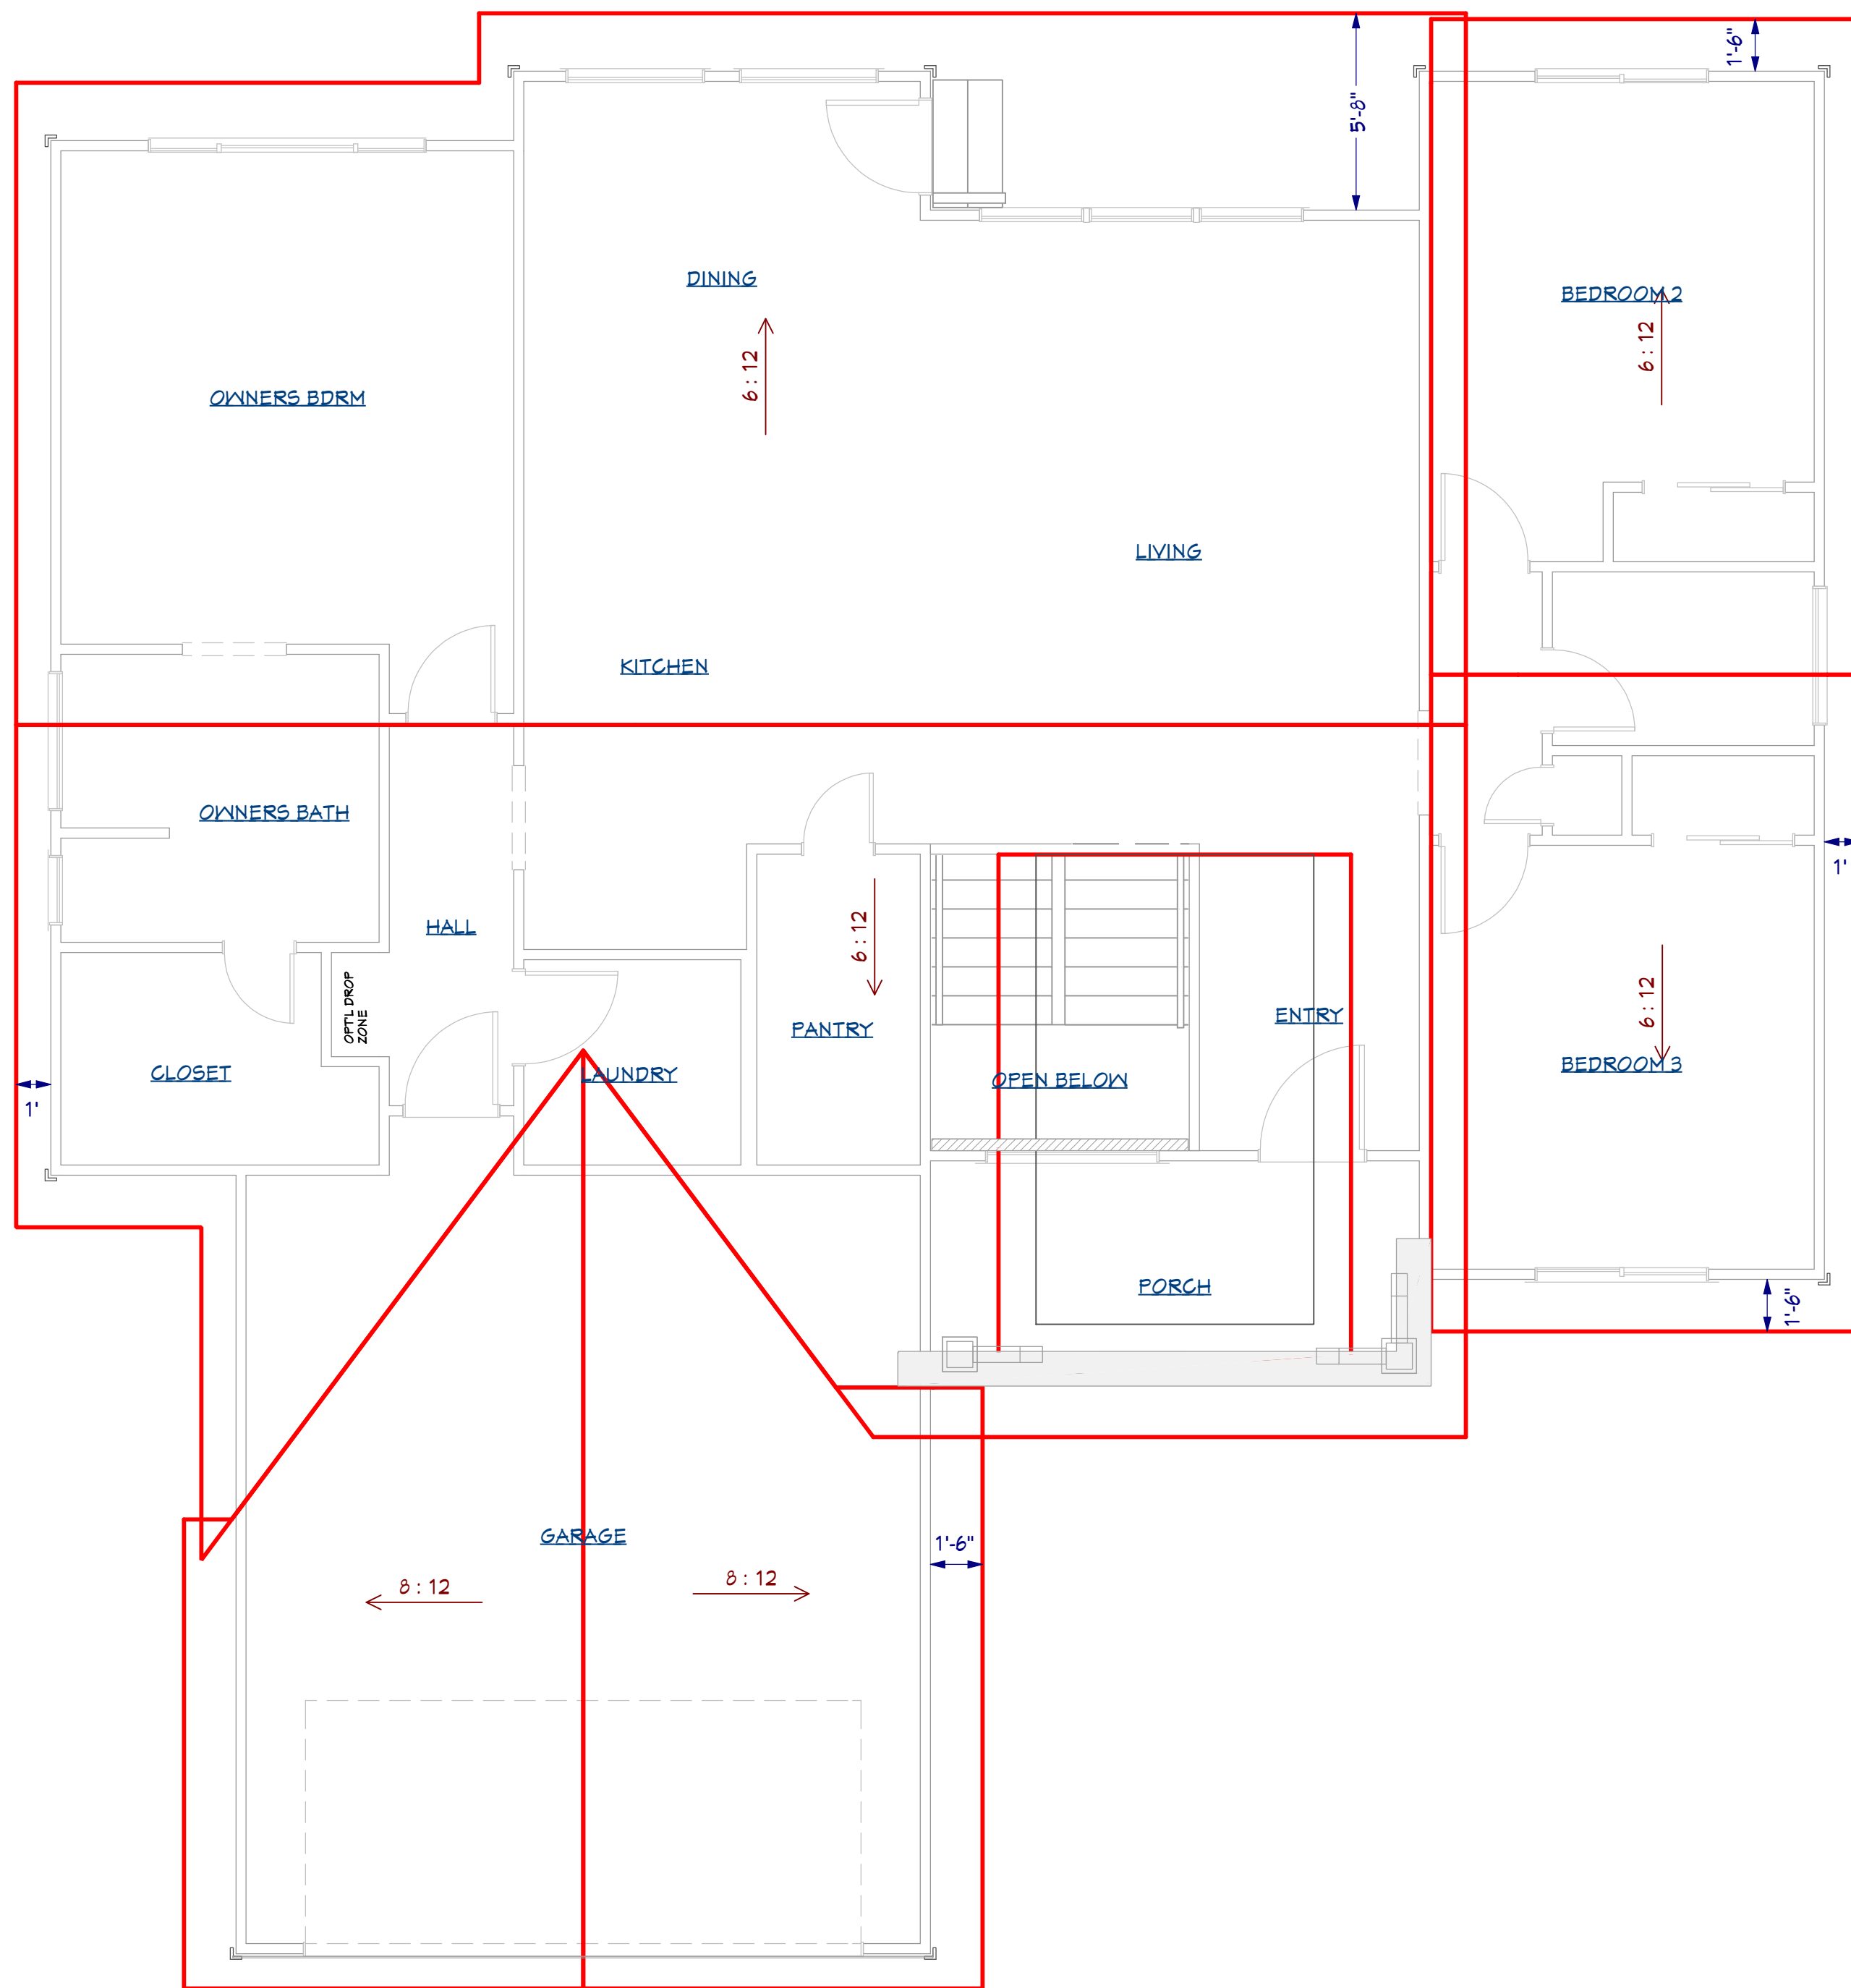 1'-6"
5'-8"
DINING
BEDROOM 2
6 : 12
6 : 12
OWNERS BDRM
LIVING
KITCHEN
OWNERS BATH
1'
HALL
6 : 12
OPT'L DROP
ZONE
PANTRY
ENTRY
6 : 12
CLOSET
LAUNDRY
OPEN BELOW
BEDROOM 3
1'
PORCH
1'-6"
GARAGE
1'-6"
8 : 12
8 : 12